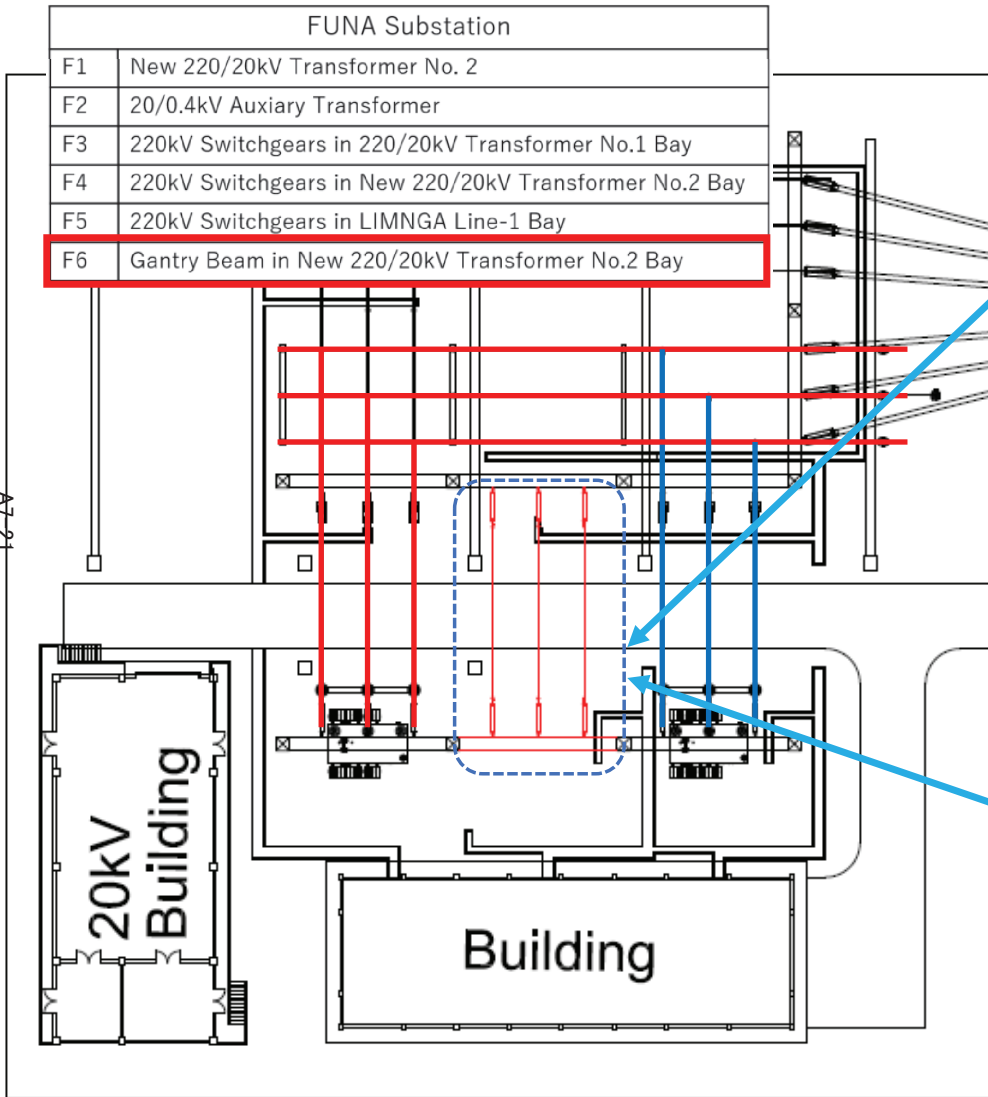 FUNA Substation
F1 New 220/20kV Transformer No. 2
F2 20/0.4kV Auxiary Transformer
F3 220kV Switchgears in 220/20kV Transformer No.1 Bay
F4 220kV Switchgears in New 220/20kV Transformer No.2 Bay
F5 220kV Switchgears in LIMNGA Line-1 Bay
F6 Gantry Beam in New 220/20kV Transformer No.2 Bay
20kV
Building
Building